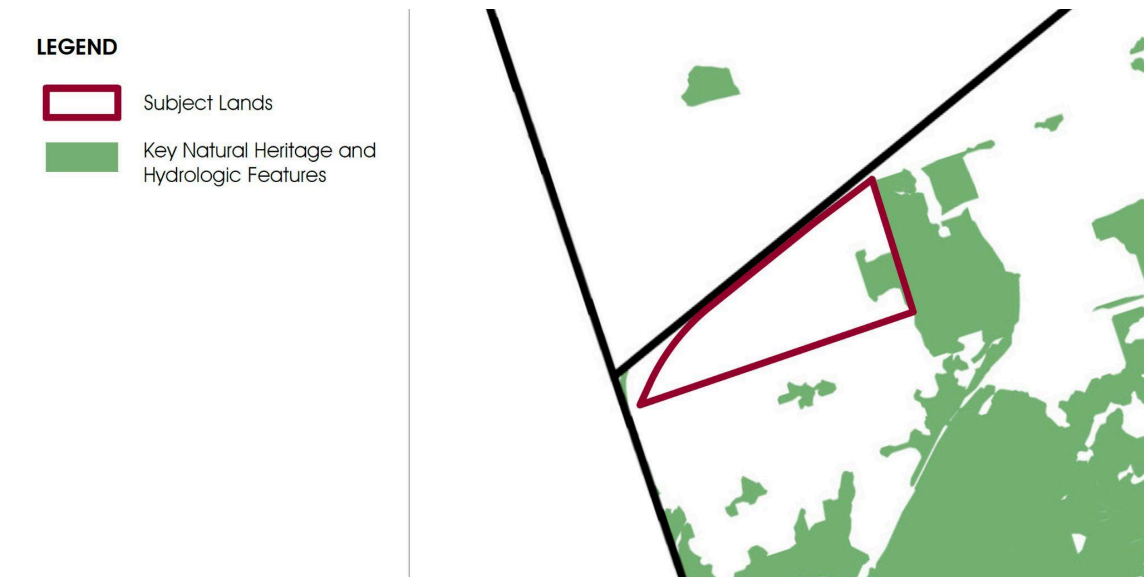 LEGEND
Subject Lands
Key Natural Heritage and
Hydrologic Features